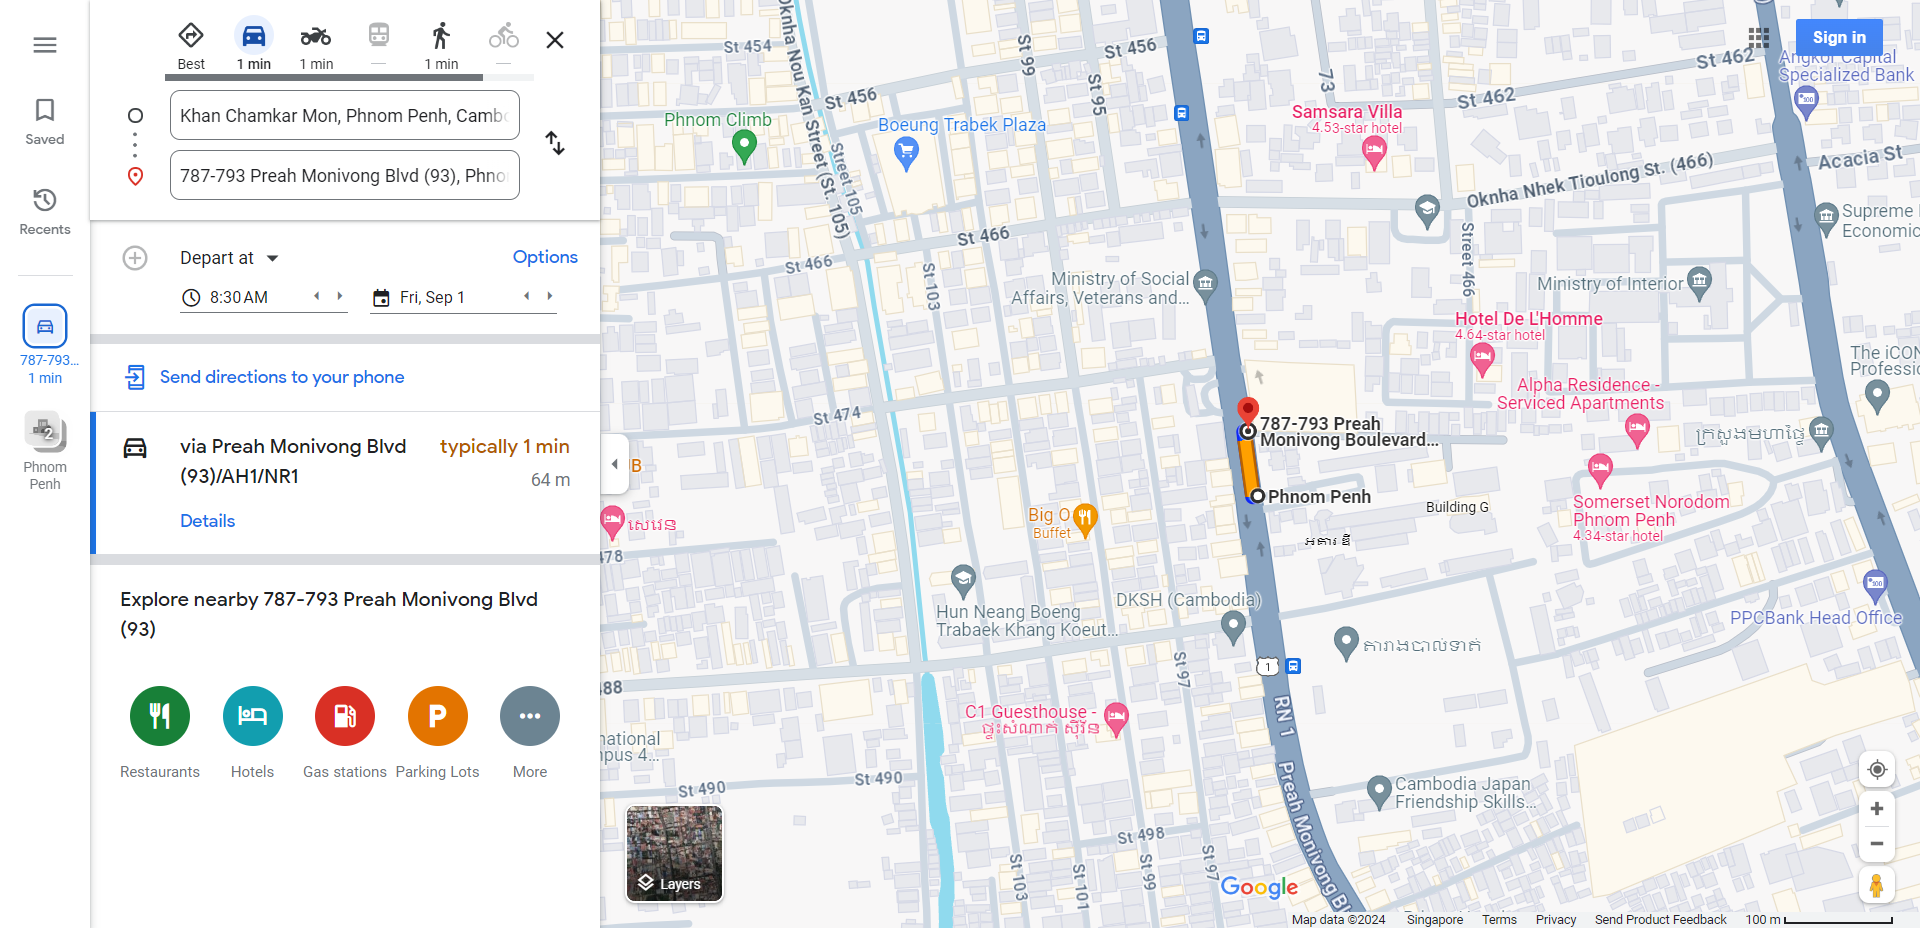 Best
1 min
1 min
—
1 min
—
Khan Chamkar Mon, Phnom Penh, Cambo
787-793 Preah Monivong Blvd (93), Phno
Saved
Recents
787-793...
1 min
2
Phnom
Penh
Depart at
Options
8:30 AM
Fri, Sep 1
Send directions to your phone
via Preah Monivong Blvd
(93)/AH1/NR1
typically 1 min
64 m
Details
Explore nearby 787-793 Preah Monivong Blvd
(93)
Restaurants
Hotels
Gas stations
P
Parking Lots
More
Layers
Sign in
Oknha Nou Kan Street (St. 105)
Street 105
St 454
St 456
St 456
St 99
St 95
73
St 462
St 462
Angkor Capital
Specialized Bank
Phnom Climb
Boeung Trabek Plaza
Samsara Villa
4.53-star hotel
Acacia St
Oknha Nhek Tioulong St. (466)
Street 466
Supreme
Economic
St 466
St 466
St 103
Ministry of Social
Affairs, Veterans and...
Ministry of Interior
Hotel De L'Homme
4.64-star hotel
The iCON
Professio
Alpha Residence -
Serviced Apartments
ក្រសួងមហាផ្ទៃ
St 474
787-793 Preah
Monivong Boulevard...
Phnom Penh
B
សេវេន
Big O
Buffet
Building G
អគារ ឌី
Somerset Norodom
Phnom Penh
4.34-star hotel
478
Hun Neang Boeng
Trabaek Khang Koeut...
DKSH (Cambodia)
PPCBank Head Office
តារាងបាល់ទាត់
1
St 97
488
RN 1
C1 Guesthouse -
ផ្ទះសំណាក់ ស៊ីវ័ន
national
pus 4...
St 490
St 490
Preah Monivong Bl
Cambodia Japan
Friendship Skills...
St 498
St 103
St 101
St 99
St 97
Google
Map data ©2024
Singapore
Terms
Privacy
Send Product Feedback
100 m